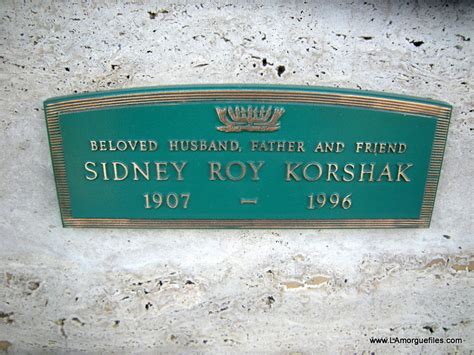 BELOVED HUSBAND, FATHER AND FRIEND
SIDNEY ROY KORSHAK
1907 — 1996
www.LAmorguefiles.com